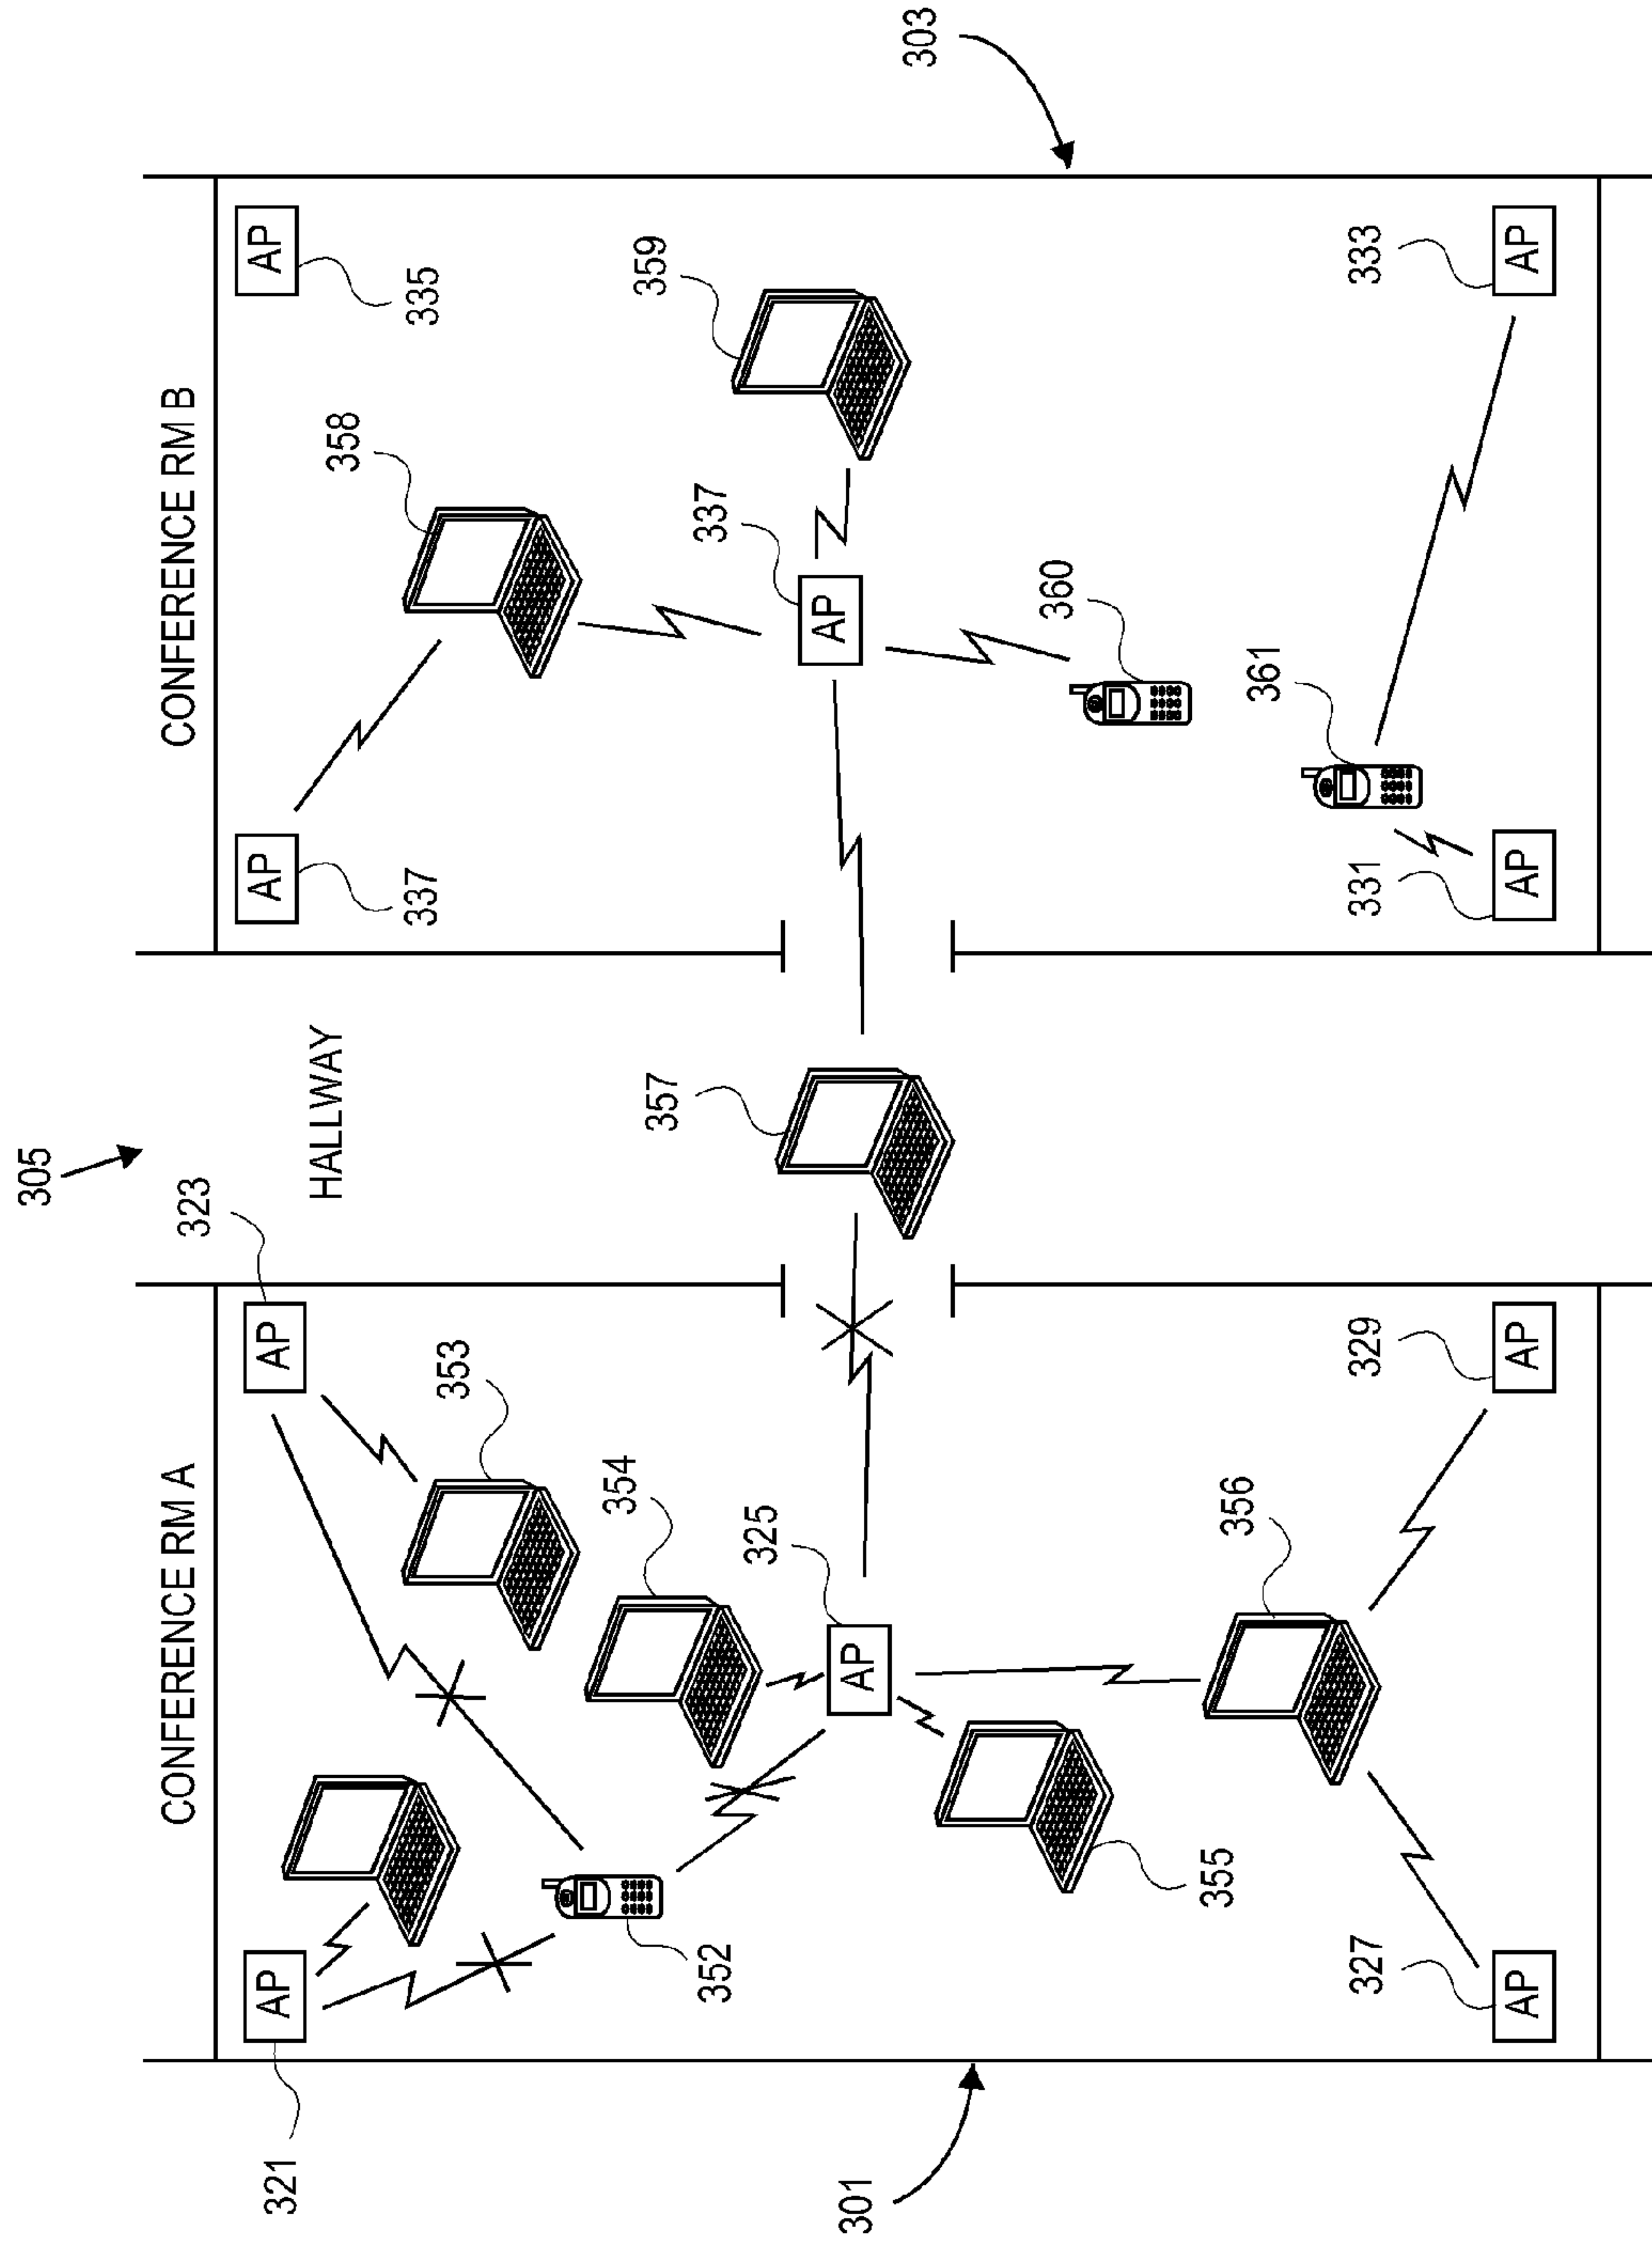 305
CONFERENCE RM A
HALLWAY
CONFERENCE RM B
321
AP
AP
323
AP
337
AP
335
353
358
354
352
325
AP
357
337
AP
359
355
356
360
361
327
AP
329
AP
331
AP
333
AP
301
303